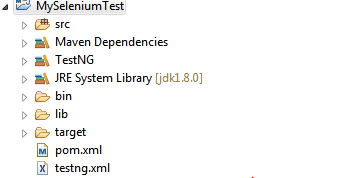 MySeleniumTest
src
Maven Dependencies
TestNG
JRE System Library [jdk1.8.0]
bin
lib
target
pom.xml
testng.xml